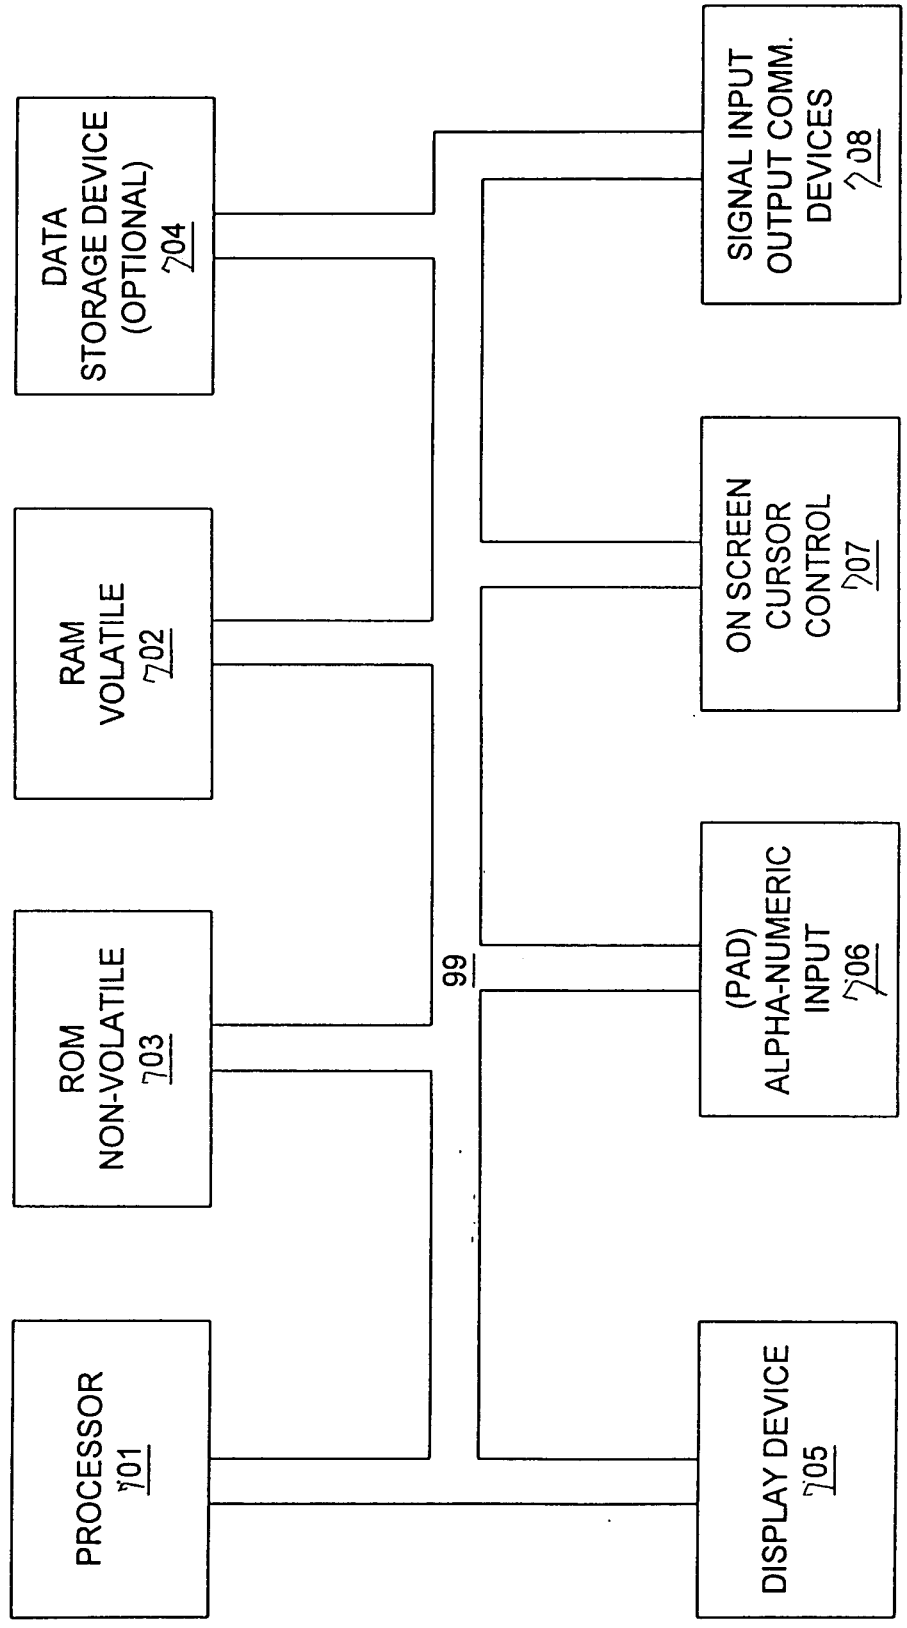 PROCESSOR
701
ROM
NON-VOLATILE
703
RAM
VOLATILE
702
DATA
STORAGE DEVICE
(OPTIONAL)
704
99
DISPLAY DEVICE
705
(PAD)
ALPHA-NUMERIC
INPUT
706
ON SCREEN
CURSOR
CONTROL
707
SIGNAL INPUT
OUTPUT COMM.
DEVICES
708